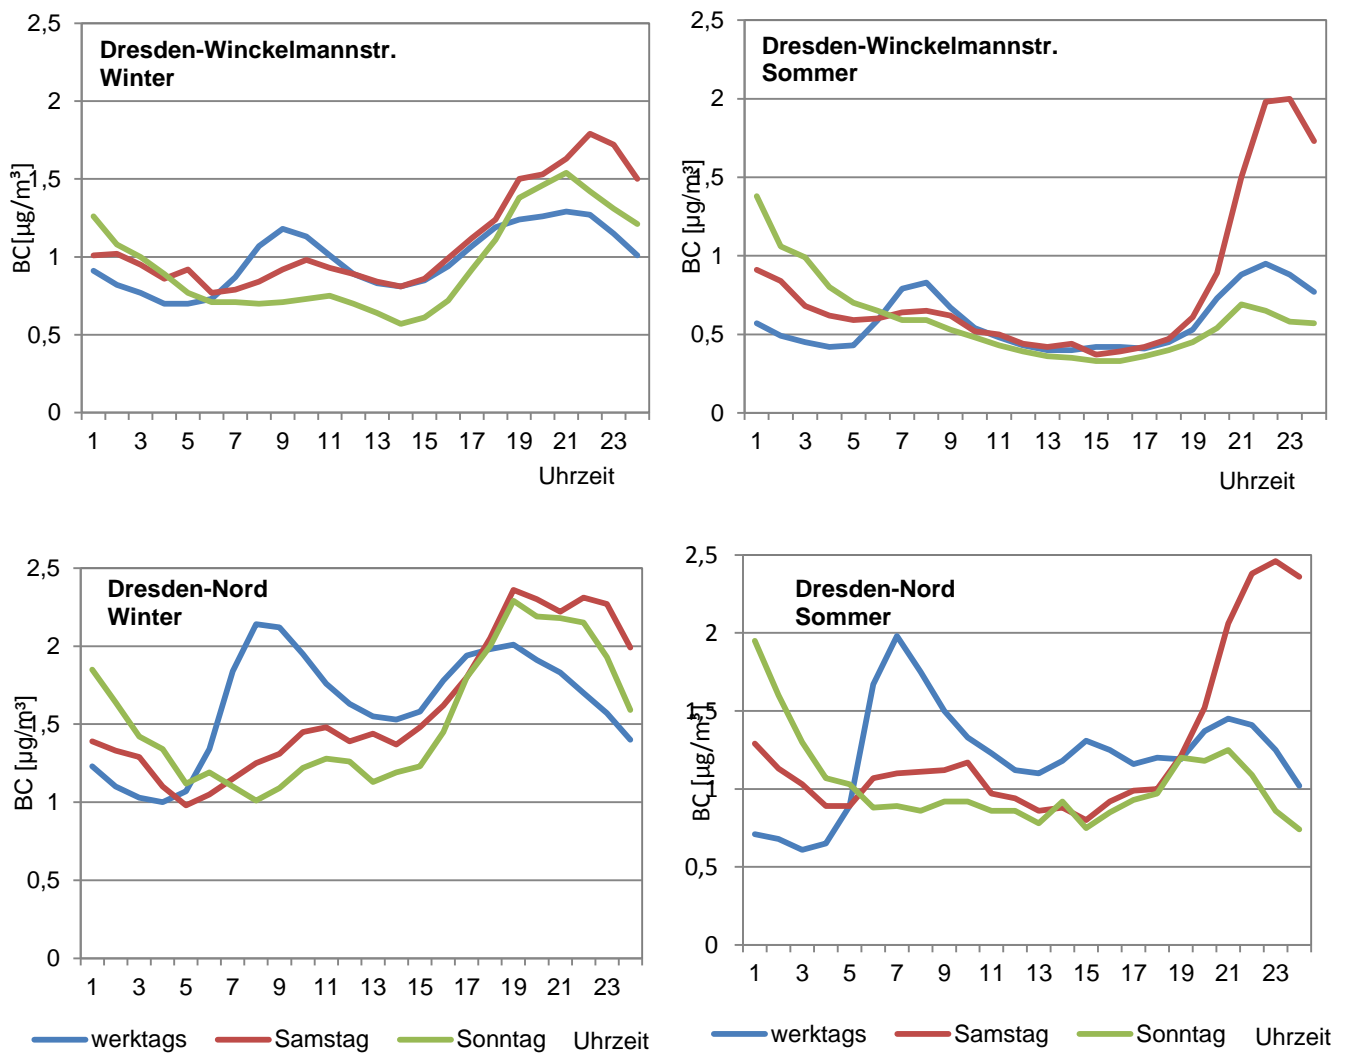 2,5
Dresden-Winckelmannstr.
Winter
2
1,5
1
0,5
0
BC[µg/m³]
1 3 5 7 9 11 13 15 17 19 21 23
Uhrzeit
2,5
Dresden-Winckelmannstr.
Sommer
2
1,5
1
0,5
0
BC [µg/m³]
1 3 5 7 9 11 13 15 17 19 21 23
Uhrzeit
2,5
Dresden-Nord
Winter
2
1,5
1
0,5
0
BC [µg/m³]
1 3 5 7 9 11 13 15 17 19 21 23
werktags Samstag Sonntag Uhrzeit
2,5
Dresden-Nord
Sommer
2
1,5
1
0,5
0
BC [µg/m³]
1 3 5 7 9 11 13 15 17 19 21 23
werktags Samstag Sonntag Uhrzeit